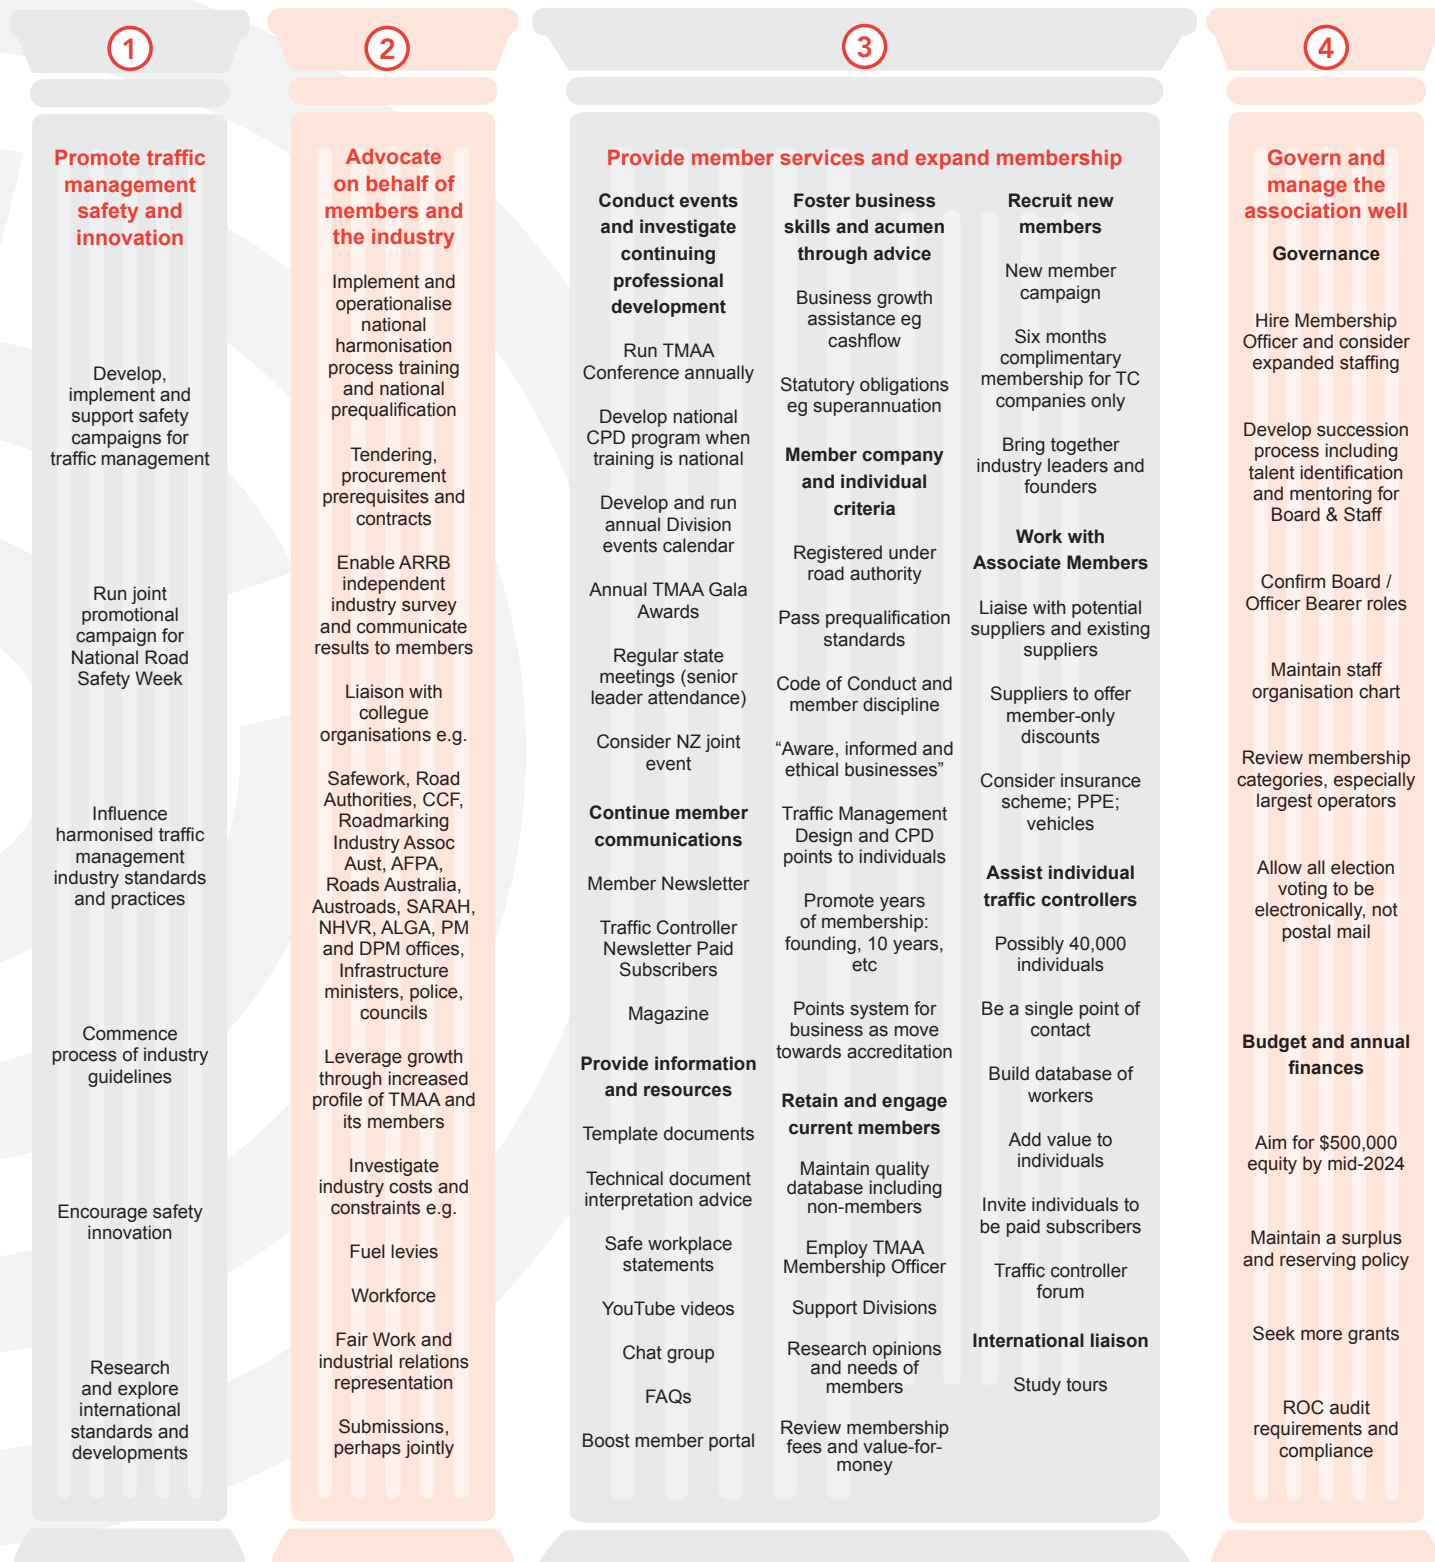 1
Promote traffic
management
safety and
innovation
Develop,
implement and
support safety
campaigns for
traffic management
Run joint
promotional
campaign for
National Road
Safety Week
Influence
harmonised traffic
management
industry standards
and practices
Commence
process of industry
guidelines
Encourage safety
innovation
Research
and explore
international
standards and
developments
2
Advocate
on behalf of
members and
the industry
Implement and
operationalise
national
harmonisation
process training
and national
prequalification
Tendering,
procurement
prerequisites and
contracts
Enable ARRB
independent
industry survey
and communicate
results to members
Liaison with
collegue
organisations e.g.
Safework, Road
Authorities, CCF,
Roadmarking
Industry Assoc
Aust, AFPA,
Roads Australia,
Austroads, SARAH,
NHVR, ALGA, PM
and DPM offices,
Infrastructure
ministers, police,
councils
Leverage growth
through increased
profile of TMAA and
its members
Investigate
industry costs and
constraints e.g.
Fuel levies
Workforce
Fair Work and
industrial relations
representation
Submissions,
perhaps jointly
3
Provide member services and expand membership
Conduct events
and investigate
continuing
professional
development
Run TMAA
Conference annually
Develop national
CPD program when
training is national
Develop and run
annual Division
events calendar
Annual TMAA Gala
Awards
Regular state
meetings (senior
leader attendance)
Consider NZ joint
event
Continue member
communications
Member Newsletter
Traffic Controller
Newsletter Paid
Subscribers
Magazine
Provide information
and resources
Template documents
Technical document
interpretation advice
Safe workplace
statements
YouTube videos
Chat group
FAQs
Boost member portal
Foster business
skills and acumen
through advice
Business growth
assistance eg
cashflow
Statutory obligations
eg superannuation
Member company
and individual
criteria
Registered under
road authority
Pass prequalification
standards
Code of Conduct and
member discipline
“Aware, informed and
ethical businesses”
Traffic Management
Design and CPD
points to individuals
Promote years
of membership:
founding, 10 years,
etc
Points system for
business as move
towards accreditation
Retain and engage
current members
Maintain quality
database including
non-members
Employ TMAA
Membership Officer
Support Divisions
Research opinions
and needs of
members
Review membership
fees and value-for-
money
Recruit new
members
New member
campaign
Six months
complimentary
membership for TC
companies only
Bring together
industry leaders and
founders
Work with
Associate Members
Liaise with potential
suppliers and existing
suppliers
Suppliers to offer
member-only
discounts
Consider insurance
scheme; PPE;
vehicles
Assist individual
traffic controllers
Possibly 40,000
individuals
Be a single point of
contact
Build database of
workers
Add value to
individuals
Invite individuals to
be paid subscribers
Traffic controller
forum
International liaison
Study tours
4
Govern and
manage the
association well
Governance
Hire Membership
Officer and consider
expanded staffing
Develop succession
process including
talent identification
and mentoring for
Board & Staff
Confirm Board /
Officer Bearer roles
Maintain staff
organisation chart
Review membership
categories, especially
largest operators
Allow all election
voting to be
electronically, not
postal mail
Budget and annual
finances
Aim for $500,000
equity by mid-2024
Maintain a surplus
and reserving policy
Seek more grants
ROC audit
requirements and
compliance